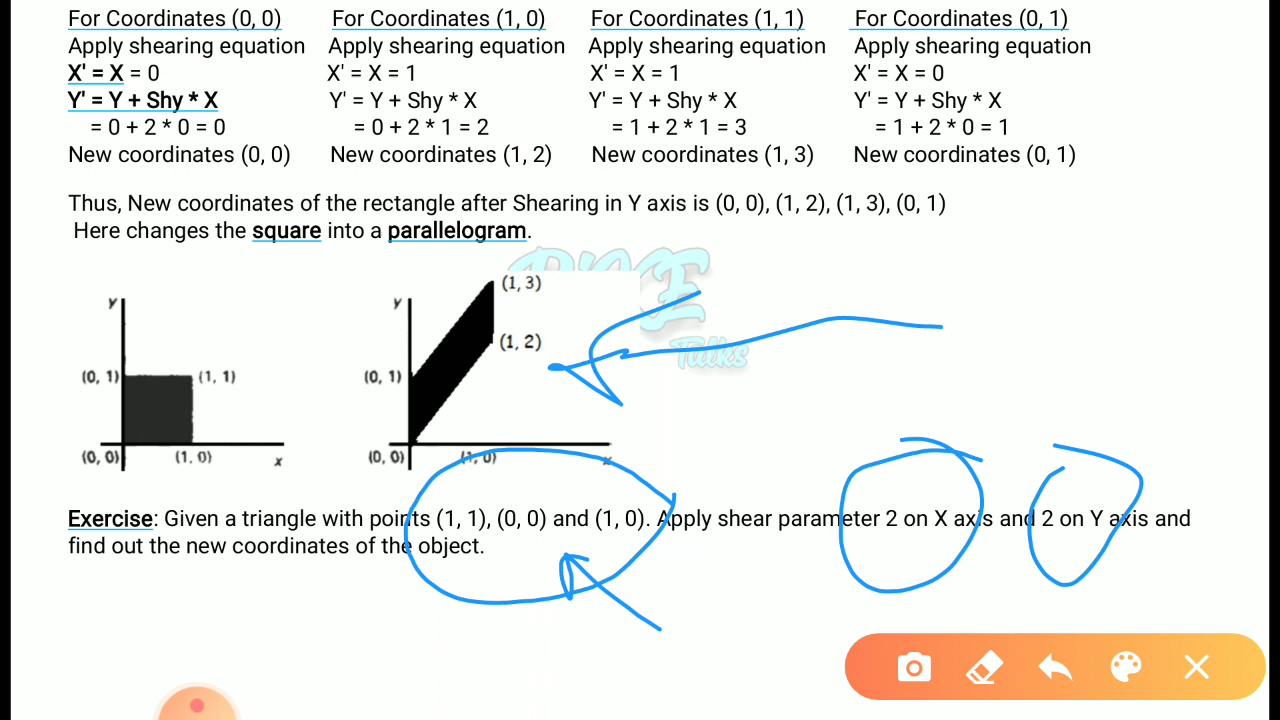 For Coordinates (0, 0) For Coordinates (1, 0) For Coordinates (1, 1) For Coordinates (0, 1)
Apply shearing equation Apply shearing equation Apply shearing equation Apply shearing equation
X' = X = 0 X' = X = 1 X' = X = 1 X' = X = 0
Y' = Y + Shy * X Y' = Y + Shy * X Y' = Y + Shy * X Y' = Y + Shy * X
= 0 + 2 * 0 = 0 = 0 + 2 * 1 = 2 = 1 + 2 * 1 = 3 = 1 + 2 * 0 = 1
New coordinates (0, 0) New coordinates (1, 2) New coordinates (1, 3) New coordinates (0, 1)
Thus, New coordinates of the rectangle after Shearing in Y axis is (0, 0), (1, 2), (1, 3), (0, 1)
Here changes the square into a parallelogram.
Y Y (1, 3)
(1, 2)
Talks
(0, 1) (1, 1) (0, 1)
(0, 0) (1, 0) x (0, 0) (1, 0) x
Exercise: Given a triangle with points (1, 1), (0, 0) and (1, 0). Apply shear parameter 2 on X axis and 2 on Y axis and
find out the new coordinates of the object.